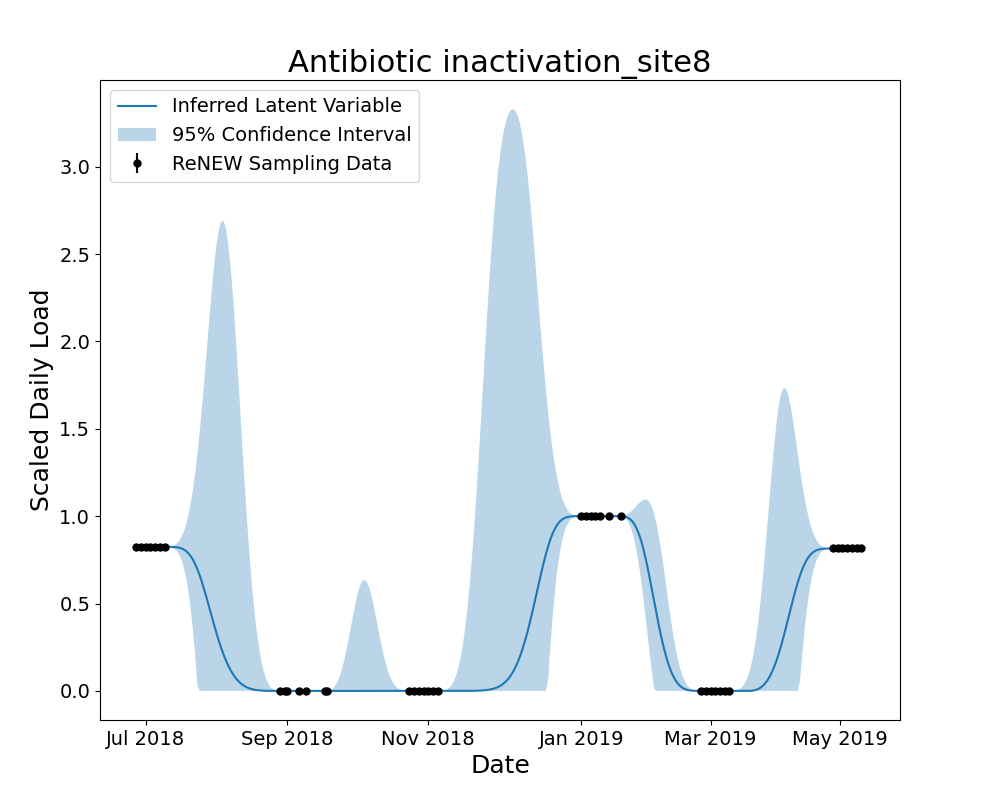 Antibiotic inactivation_site8
Inferred Latent Variable
95% Confidence Interval
ReNEW Sampling Data
Scaled Daily Load
3.0
2.5
2.0
1.5
1.0
0.5
0.0
Jul 2018 Sep 2018 Nov 2018 Jan 2019 Mar 2019 May 2019
Date